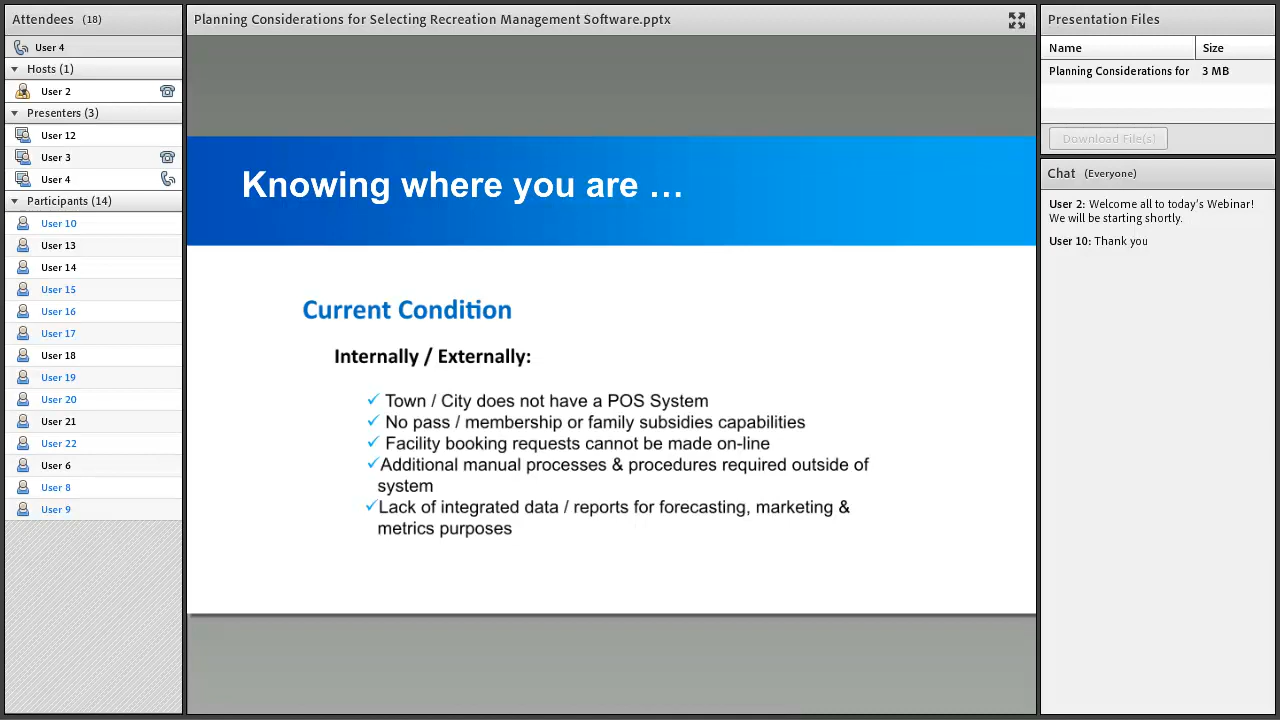 Attendees (18)
User 4
Hosts (1)
User 2
Presenters (3)
User 12
User 3
User 4
Participants (14)
User 10
User 13
User 14
User 15
User 16
User 17
User 18
User 19
User 20
User 21
User 22
User 6
User 8
User 9
Planning Considerations for Selecting Recreation Management Software.pptx
Knowing where you are …
Current Condition
Internally / Externally:
✓ Town / City does not have a POS System
✓ No pass / membership or family subsidies capabilities
✓ Facility booking requests cannot be made on-line
✓Additional manual processes & procedures required outside of
system
✓Lack of integrated data / reports for forecasting, marketing &
metrics purposes
Presentation Files
Name Size
Planning Considerations for 3 MB
Download File(s)
Chat (Everyone)
User 2: Welcome all to today's Webinar!
We will be starting shortly.
User 10: Thank you